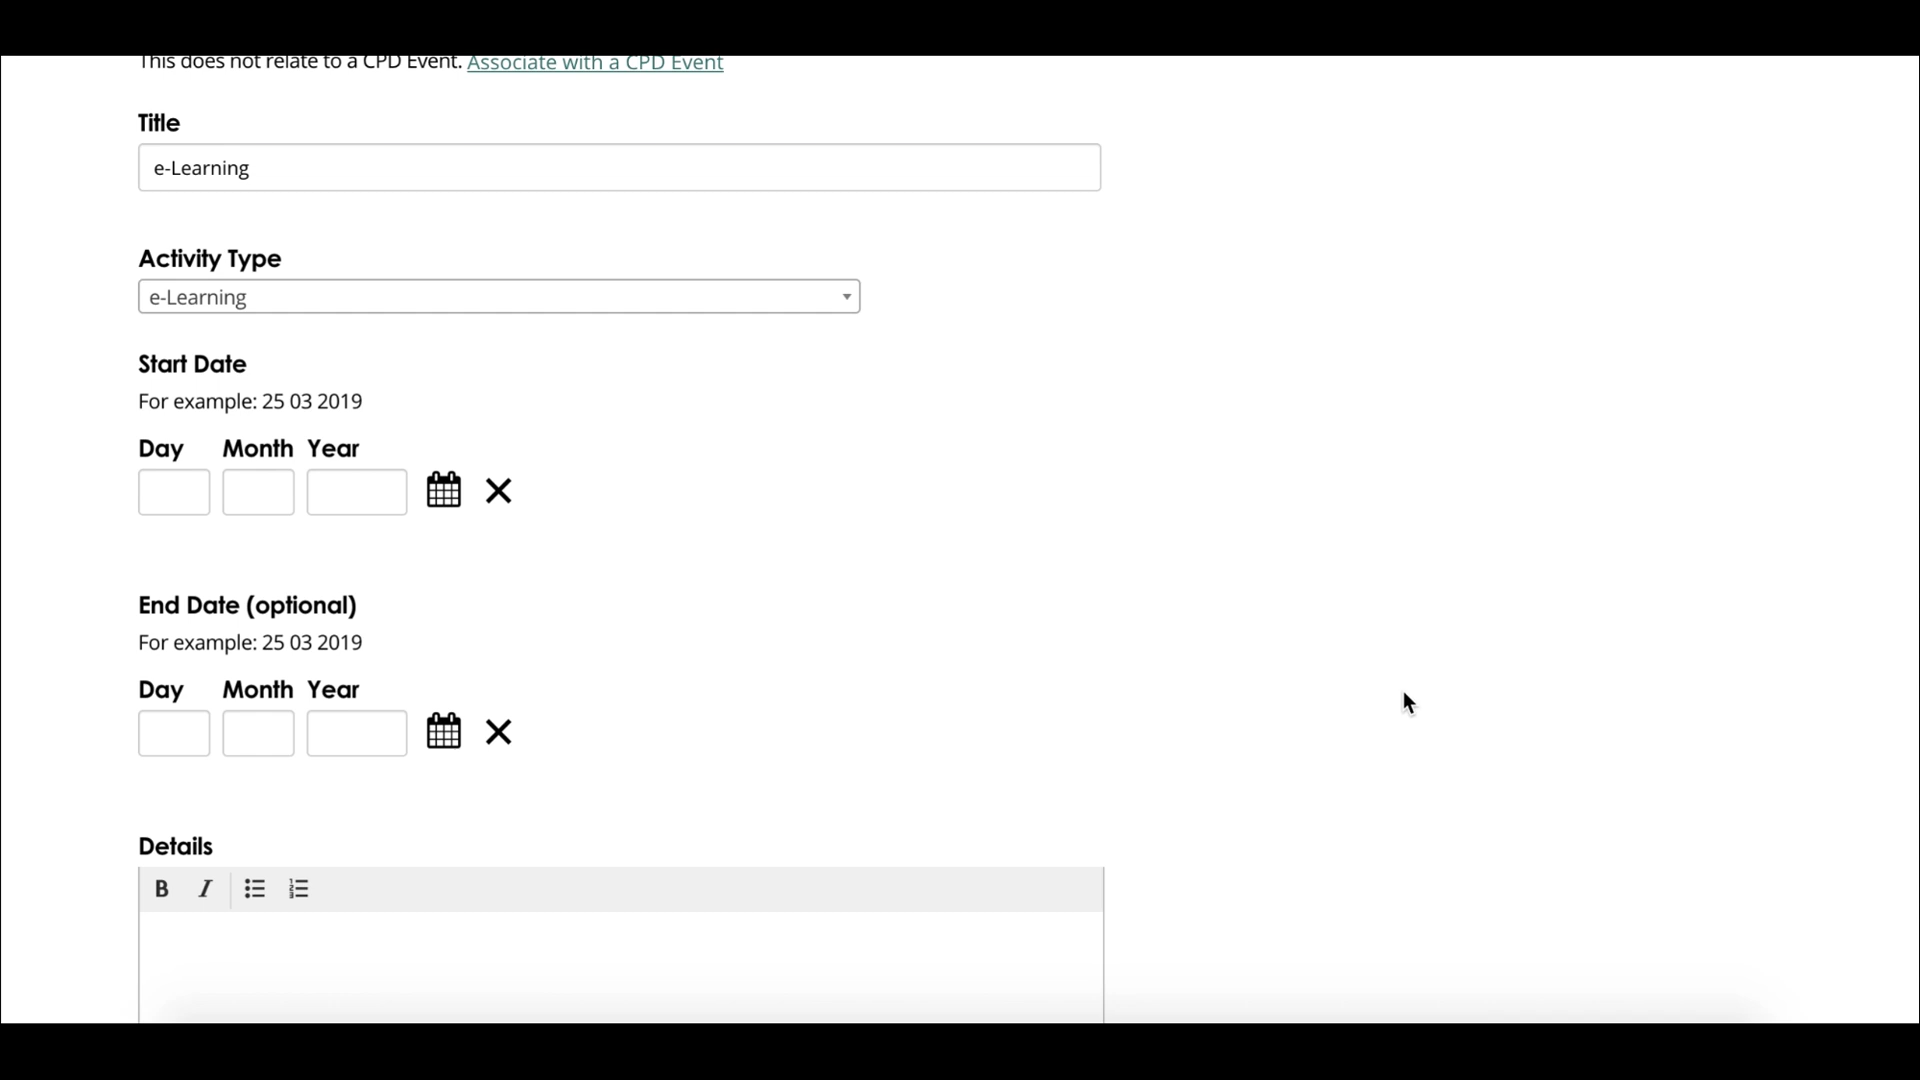 This does not relate to a CPD Event. Associate with a CPD Event
Title
e-Learning
Activity Type
e-Learning
Start Date
For example: 25 03 2019
Day Month Year
End Date (optional)
For example: 25 03 2019
Day Month Year
Details
B I